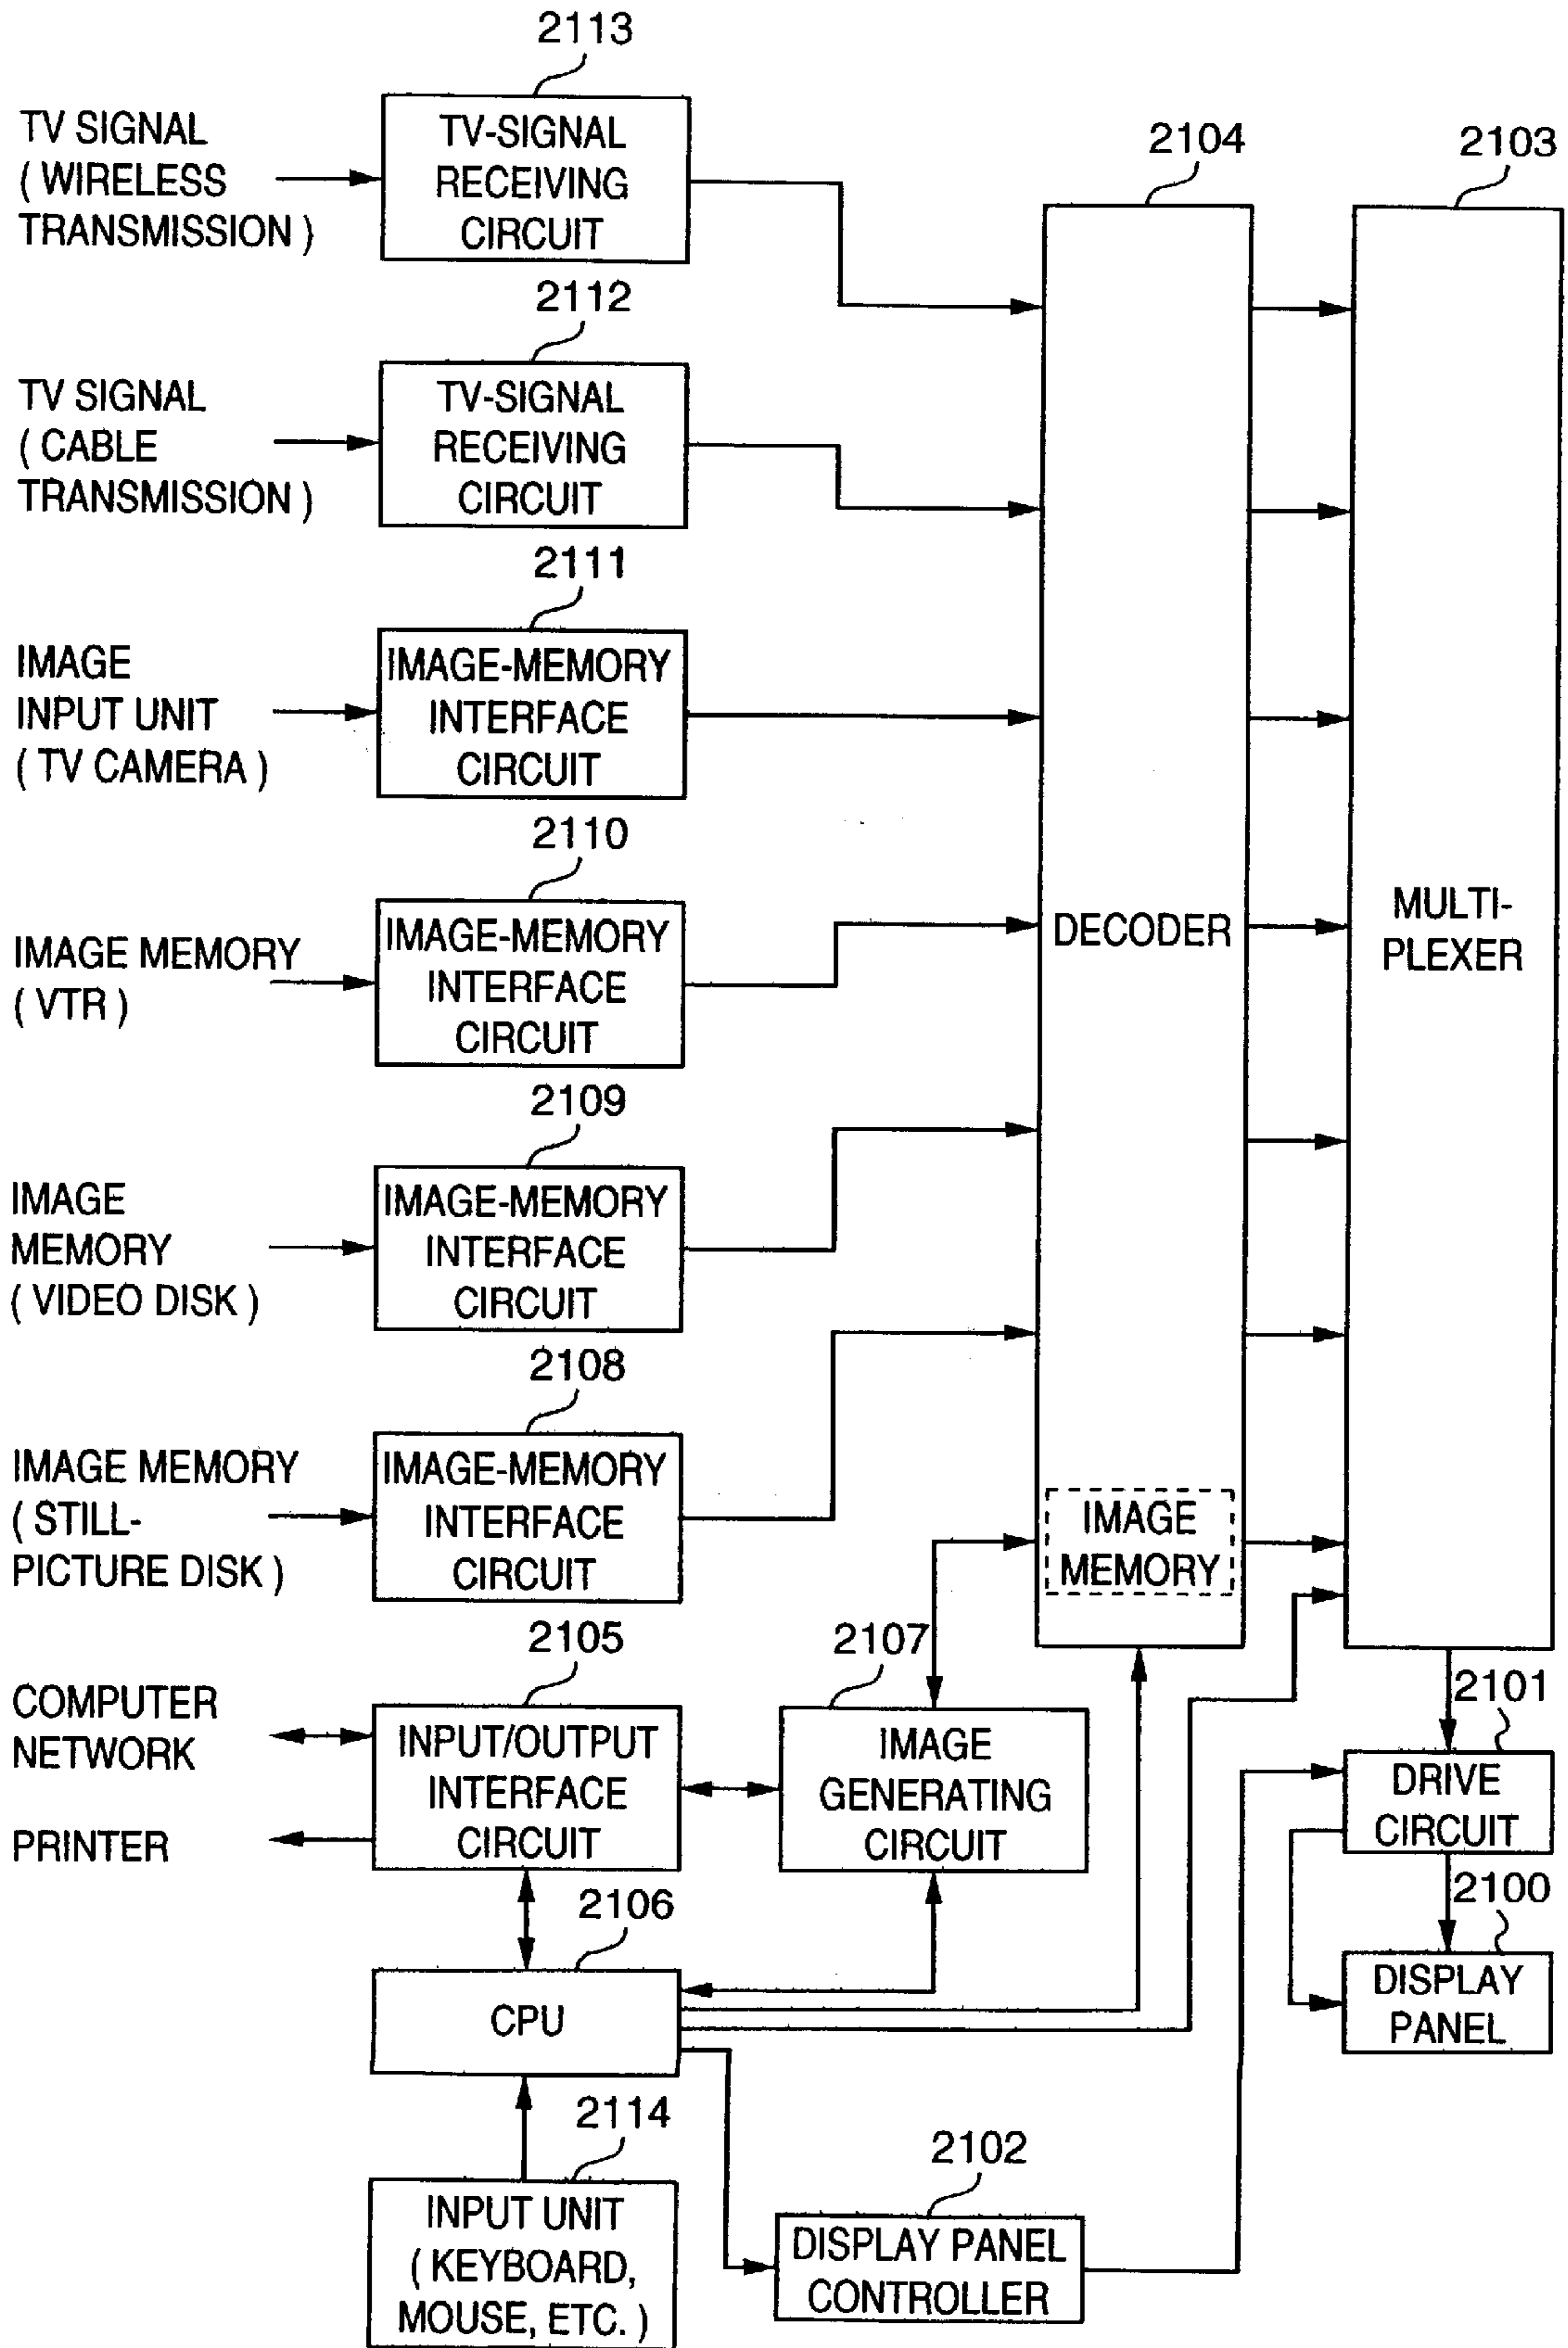 2113
TV SIGNAL
( WIRELESS
TRANSMISSION )
TV-SIGNAL
RECEIVING
CIRCUIT
2104
2103
2112
TV SIGNAL
( CABLE
TRANSMISSION )
TV-SIGNAL
RECEIVING
CIRCUIT
2111
IMAGE
INPUT UNIT
( TV CAMERA )
IMAGE-MEMORY
INTERFACE
CIRCUIT
2110
IMAGE MEMORY
( VTR )
IMAGE-MEMORY
INTERFACE
CIRCUIT
DECODER
MULTI-
PLEXER
2109
IMAGE
MEMORY
( VIDEO DISK )
IMAGE-MEMORY
INTERFACE
CIRCUIT
2108
IMAGE MEMORY
( STILL-
PICTURE DISK )
IMAGE-MEMORY
INTERFACE
CIRCUIT
IMAGE
MEMORY
2105
2107
COMPUTER
NETWORK
PRINTER
INPUT/OUTPUT
INTERFACE
CIRCUIT
IMAGE
GENERATING
CIRCUIT
2101
DRIVE
CIRCUIT
2106
CPU
2100
DISPLAY
PANEL
2114
INPUT UNIT
( KEYBOARD,
MOUSE, ETC. )
2102
DISPLAY PANEL
CONTROLLER